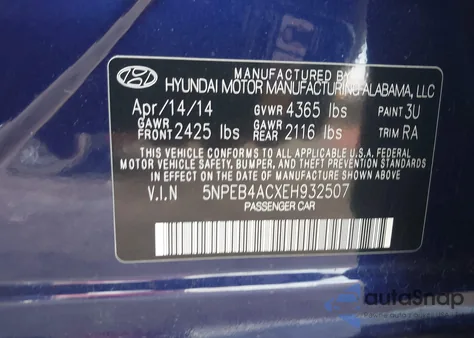 MANUFACTURED BY
HYUNDAI MOTOR MANUFACTURING ALABAMA, LLC
Apr/14/14 GVWR 4365 lbs PAINT 3U
GAWR FRONT 2425 lbs GAWR REAR 2116 lbs TRIM RA
THIS VEHICLE CONFORMS TO ALL APPLICABLE U.S.A. FEDERAL
MOTOR VEHICLE SAFETY, BUMPER, AND THEFT PREVENTION STANDARDS
IN EFFECT ON THE DATE OF MANUFACTURE SHOWN ABOVE.
V.I.N 5NPEB4ACXEH932507
PASSENGER CAR
autoSnap